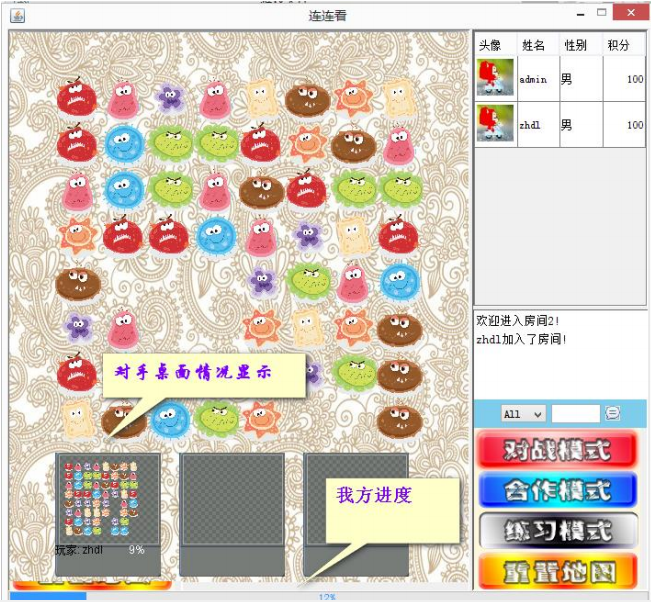 连连看
头像 姓名 性别 积分
admin 男 100
zhdl 男 100
欢迎进入房间2!
zhdl加入了房间!
All
对战模式
合作模式
练习模式
重置地图
对手桌面情况显示
我方进度
玩家: zhdl 9%
12%